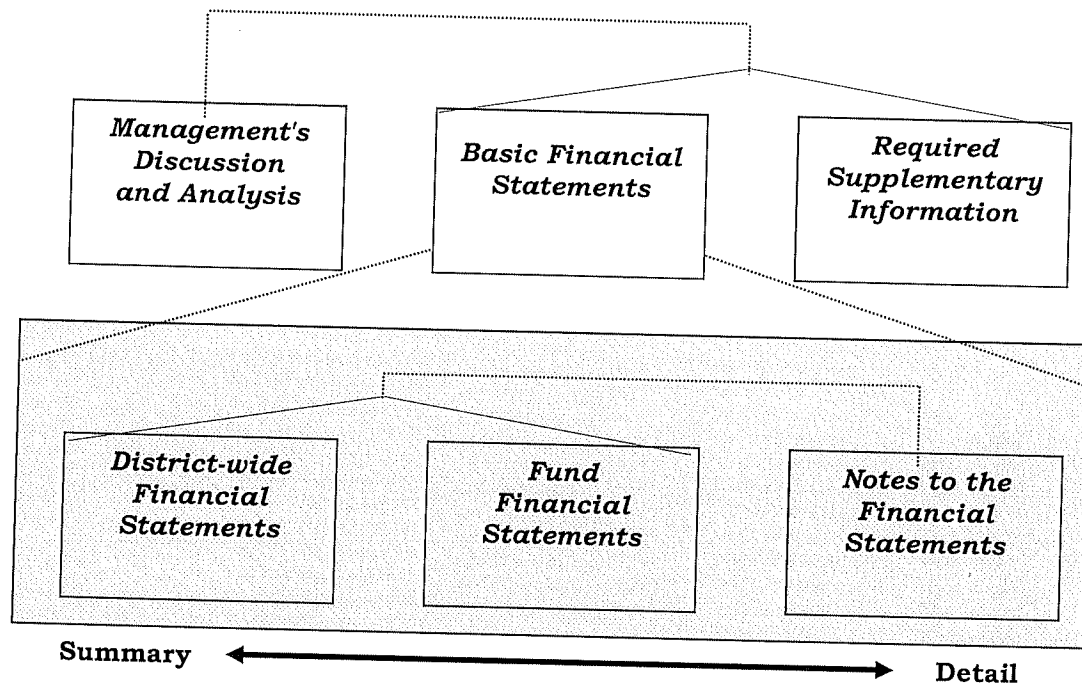 Management's
Discussion
and Analysis
Basic Financial
Statements
Required
Supplementary
Information
District-wide
Financial
Statements
Fund
Financial
Statements
Notes to the
Financial
Statements
Summary
Detail